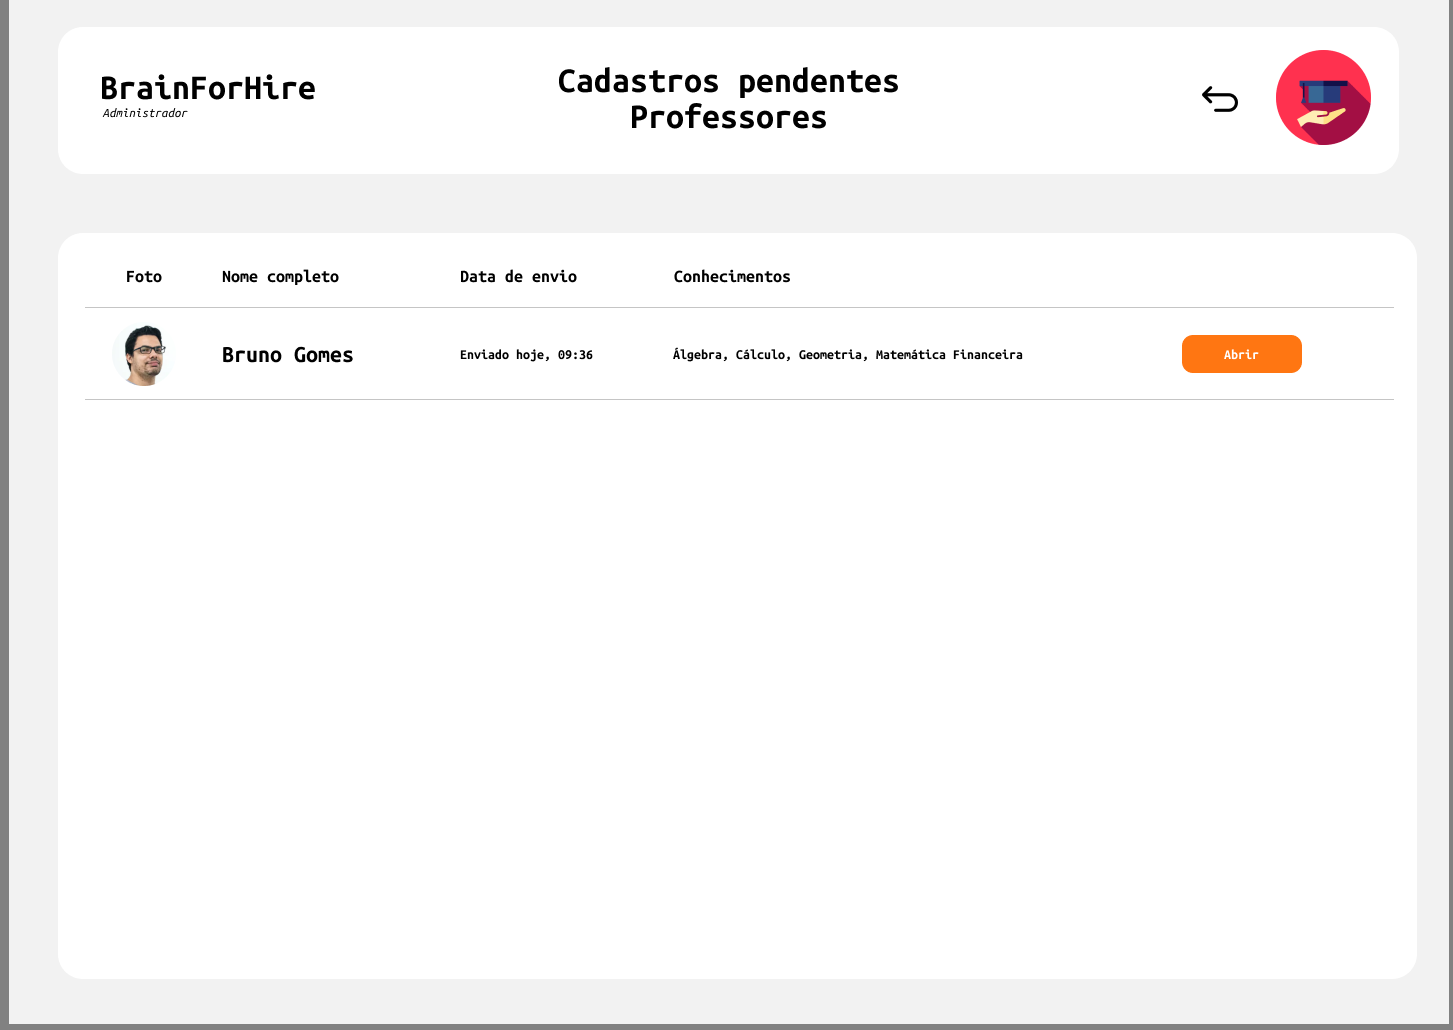 BrainForHire
Administrador
Cadastros pendentes
Professores
Foto Nome completo Data de envio Conhecimentos
Bruno Gomes Enviado hoje, 09:36 Álgebra, Cálculo, Geometria, Matemática Financeira Abrir